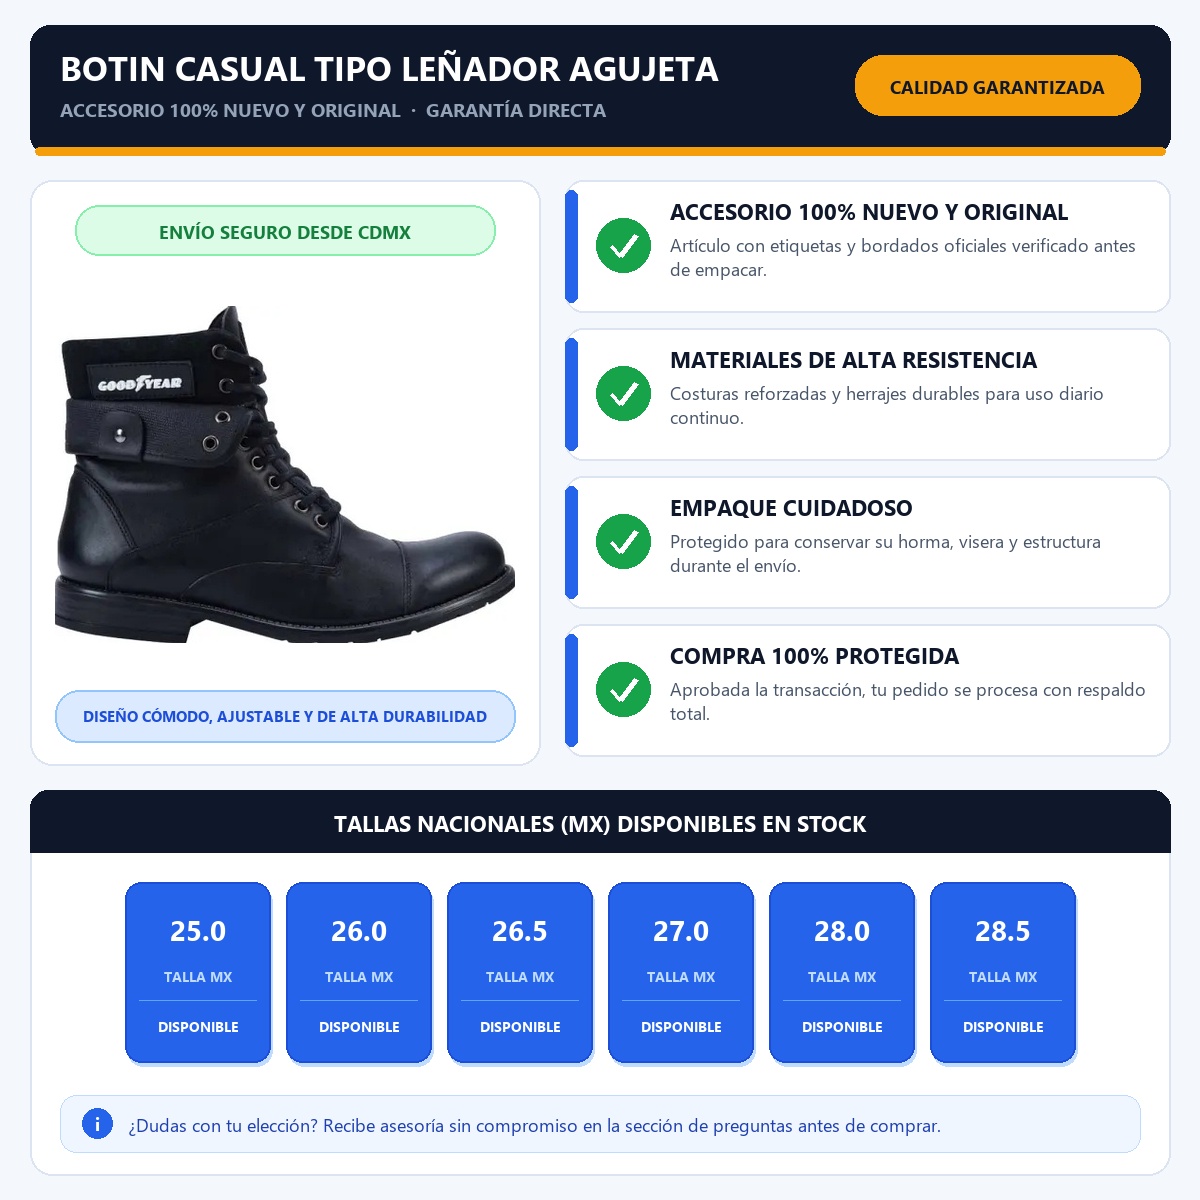 BOTIN CASUAL TIPO LEÑADOR AGUJETA
ACCESORIO 100% NUEVO Y ORIGINAL · GARANTÍA DIRECTA
CALIDAD GARANTIZADA
ENVÍO SEGURO DESDE CDMX
GOODYEAR
DISEÑO CÓMODO, AJUSTABLE Y DE ALTA DURABILIDAD
ACCESORIO 100% NUEVO Y ORIGINAL
Artículo con etiquetas y bordados oficiales verificado antes
de empacar.
MATERIALES DE ALTA RESISTENCIA
Costuras reforzadas y herrajes durables para uso diario
continuo.
EMPAQUE CUIDADOSO
Protegido para conservar su horma, visera y estructura
durante el envío.
COMPRA 100% PROTEGIDA
Aprobada la transacción, tu pedido se procesa con respaldo
total.
TALLAS NACIONALES (MX) DISPONIBLES EN STOCK
25.0
TALLA MX
DISPONIBLE
26.0
TALLA MX
DISPONIBLE
26.5
TALLA MX
DISPONIBLE
27.0
TALLA MX
DISPONIBLE
28.0
TALLA MX
DISPONIBLE
28.5
TALLA MX
DISPONIBLE
¿Dudas con tu elección? Recibe asesoría sin compromiso en la sección de preguntas antes de comprar.